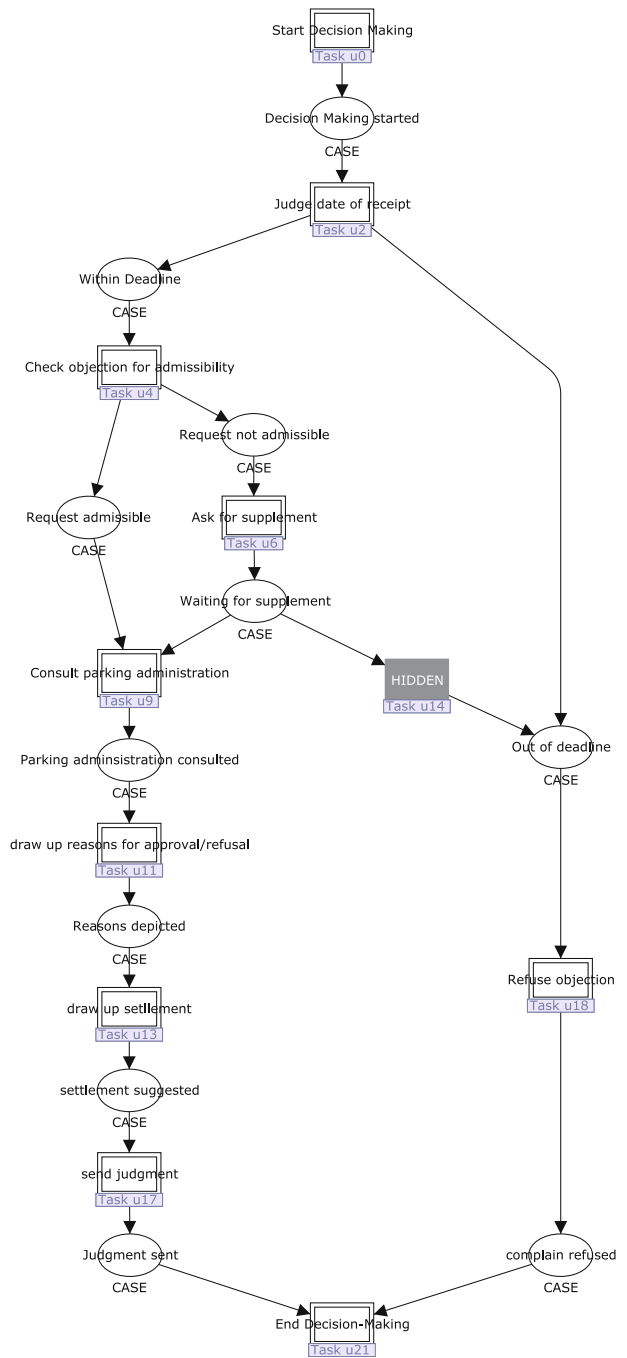 Start Decision Making
Task u0
Decision Making started
CASE
Judge date of receipt
Task u2
Within Deadline
CASE
Check objection for admissibility
Task u4
Request not admissible
CASE
Request admissible
CASE
Ask for supplement
Task u6
Waiting for supplement
CASE
Consult parking administration
Task u9
HIDDEN
Task u14
Parking adminsistration consulted
CASE
Out of deadline
CASE
draw up reasons for approval/refusal
Task u11
Reasons depicted
CASE
draw up setllement
Task u13
Refuse objection
Task u18
settlement suggested
CASE
send judgment
Task u17
Judgment sent
CASE
complain refused
CASE
End Decision-Making
Task u21